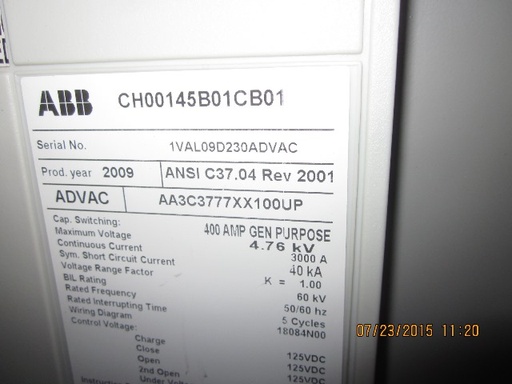 ABB CH00145B01CB01
Serial No. 1VAL09D230ADVAC
Prod. year 2009 ANSI C37.04 Rev 2001
ADVAC AA3C3777XX100UP
Cap. Switching: 400 AMP GEN PURPOSE
Maximum Voltage 4.76 kV
Continuous Current 3000 A
Sym. Short Circuit Current 40 kA
Voltage Range Factor K = 1.00
BIL Rating 60 kV
Rated Frequency 50/60 hz
Rated Interrupting Time 5 Cycles
Wiring Diagram 18084N00
Control Voltage:
Charge 125VDC
Close 125VDC
Open 125VDC
2nd Open
Under Voltage
07/23/2015 11:20